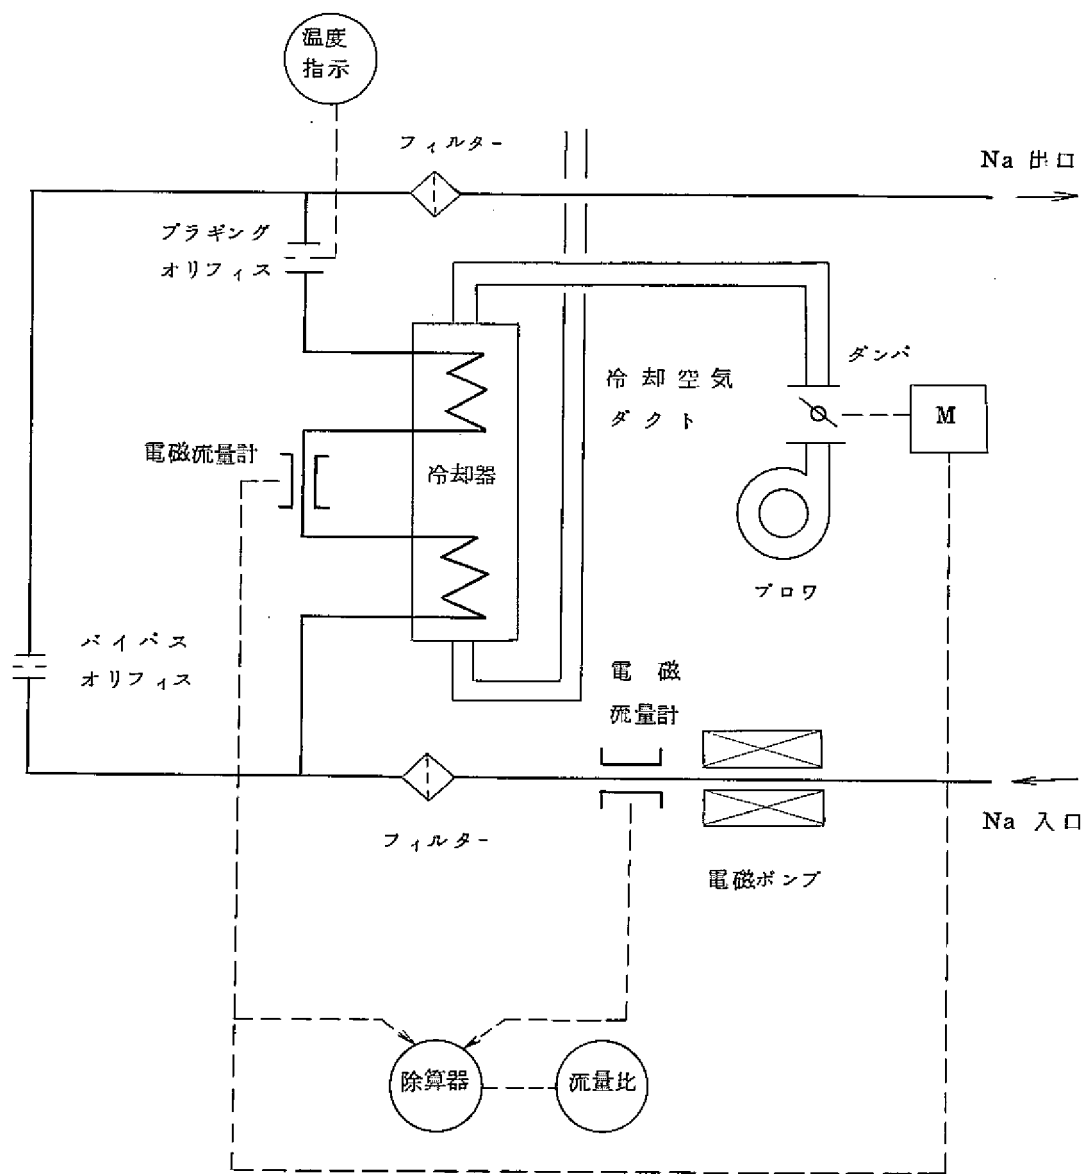 温度
指示
フィルター
Na 出口
プラギング
オリフィス
ダンパ
冷却空気
ダクト
M
電磁流量計
冷却器
ブロワ
バイパス
オリフィス
電磁
流量計
Na 入口
フィルター
電磁ポンプ
除算器
流量比